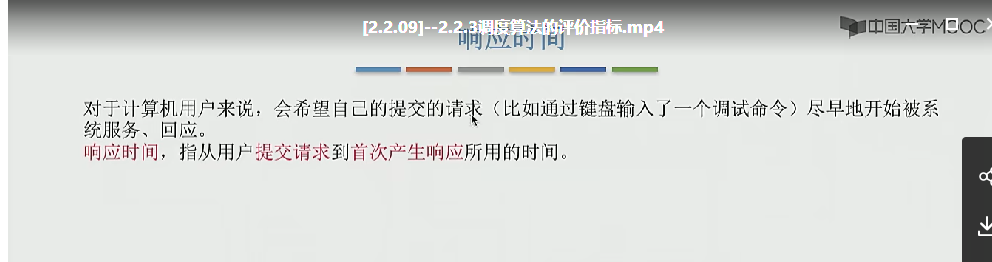 [2.2.09]--2.2.3调度算法的评价指标.mp4
中国大学MOOC
响应时间
对于计算机用户来说，会希望自己的提交的请求（比如通过键盘输入了一个调试命令）尽早地开始被系
统服务、回应。
响应时间，指从用户提交请求到首次产生响应所用的时间。